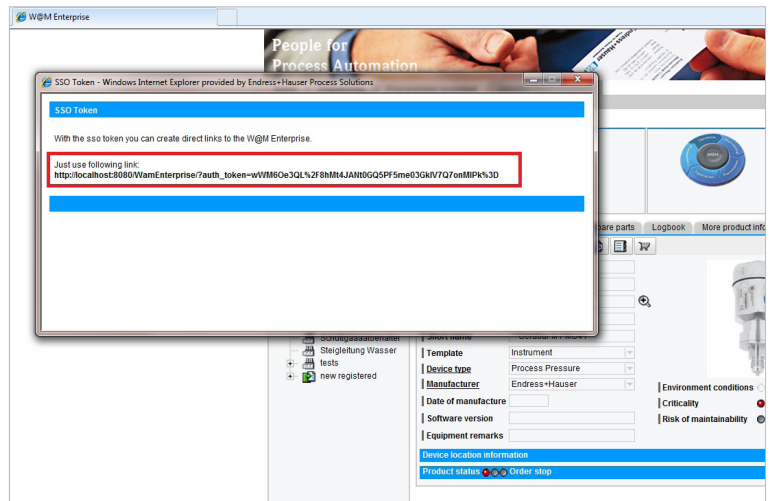 W@M Enterprise
People for
Process Automation
SSO Token - Windows Internet Explorer provided by Endress+Hauser Process Solutions
SSO Token
With the sso token you can create direct links to the W@M Enterprise.
Just use following link:
http://localhost:8080/WamEnterprise/?auth_token=wWM6Oe3QL%2F8hMt4JANt0GQ5PF5me03GkIV7Q7onMIPk%3D
pare parts Logbook More product info
Steigleitung Wasser
tests
new registered
Template Instrument
Device type Process Pressure
Manufacturer Endress+Hauser
Date of manufacture
Software version
Equipment remarks
Environment conditions
Criticality
Risk of maintainability
Device location information
Product status Order stop